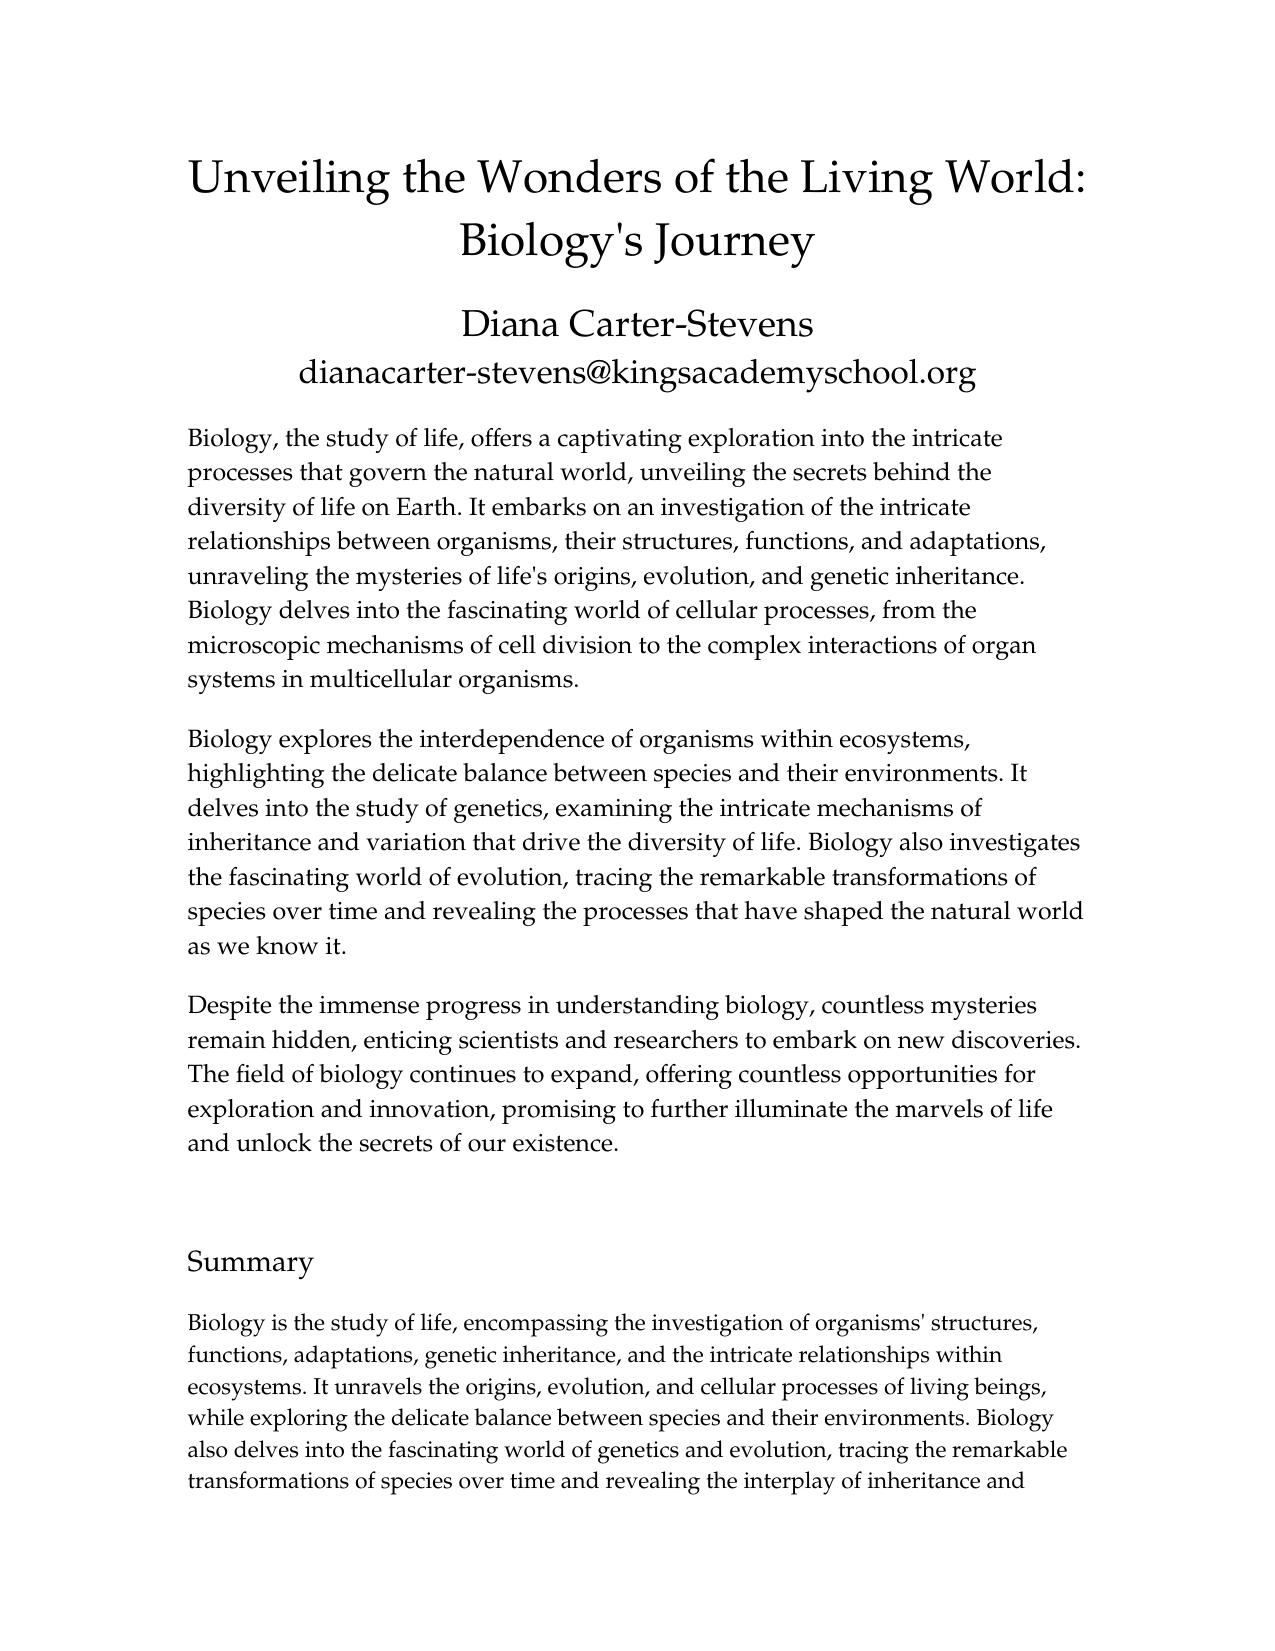 Unveiling the Wonders of the Living World:
Biology's Journey
Diana Carter-Stevens
dianacarter-stevens@kingsacademyschool.org
Biology, the study of life, offers a captivating exploration into the intricate
processes that govern the natural world, unveiling the secrets behind the
diversity of life on Earth. It embarks on an investigation of the intricate
relationships between organisms, their structures, functions, and adaptations,
unraveling the mysteries of life's origins, evolution, and genetic inheritance.
Biology delves into the fascinating world of cellular processes, from the
microscopic mechanisms of cell division to the complex interactions of organ
systems in multicellular organisms.
Biology explores the interdependence of organisms within ecosystems,
highlighting the delicate balance between species and their environments. It
delves into the study of genetics, examining the intricate mechanisms of
inheritance and variation that drive the diversity of life. Biology also investigates
the fascinating world of evolution, tracing the remarkable transformations of
species over time and revealing the processes that have shaped the natural world
as we know it.
Despite the immense progress in understanding biology, countless mysteries
remain hidden, enticing scientists and researchers to embark on new discoveries.
The field of biology continues to expand, offering countless opportunities for
exploration and innovation, promising to further illuminate the marvels of life
and unlock the secrets of our existence.
Summary
Biology is the study of life, encompassing the investigation of organisms' structures,
functions, adaptations, genetic inheritance, and the intricate relationships within
ecosystems. It unravels the origins, evolution, and cellular processes of living beings,
while exploring the delicate balance between species and their environments. Biology
also delves into the fascinating world of genetics and evolution, tracing the remarkable
transformations of species over time and revealing the interplay of inheritance and